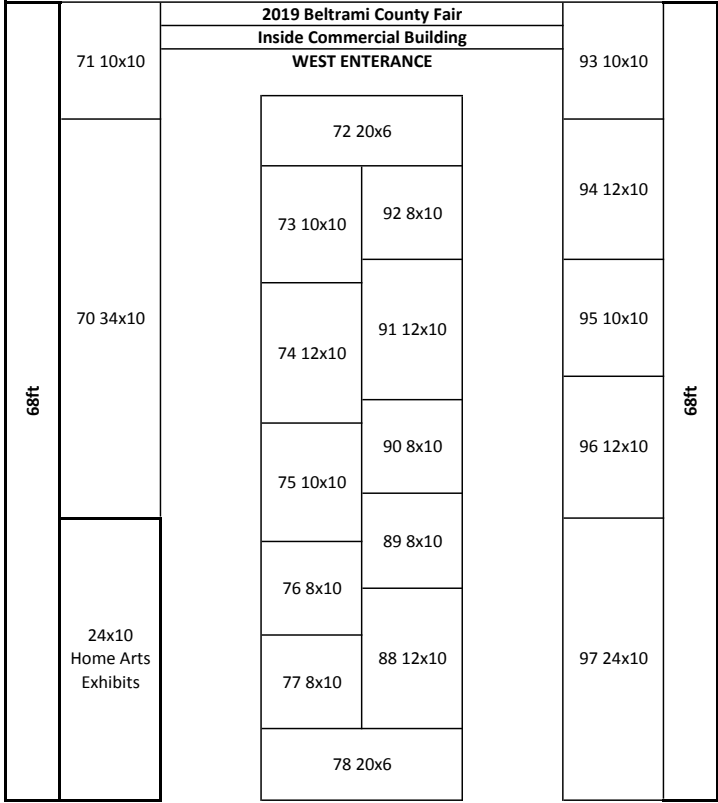 2019 Beltrami County Fair
Inside Commercial Building
WEST ENTERANCE
71 10x10
93 10x10
72 20x6
94 12x10
92 8x10
73 10x10
70 34x10
95 10x10
91 12x10
74 12x10
68ft
68ft
90 8x10
96 12x10
75 10x10
89 8x10
76 8x10
24x10
Home Arts
Exhibits
88 12x10
97 24x10
77 8x10
78 20x6